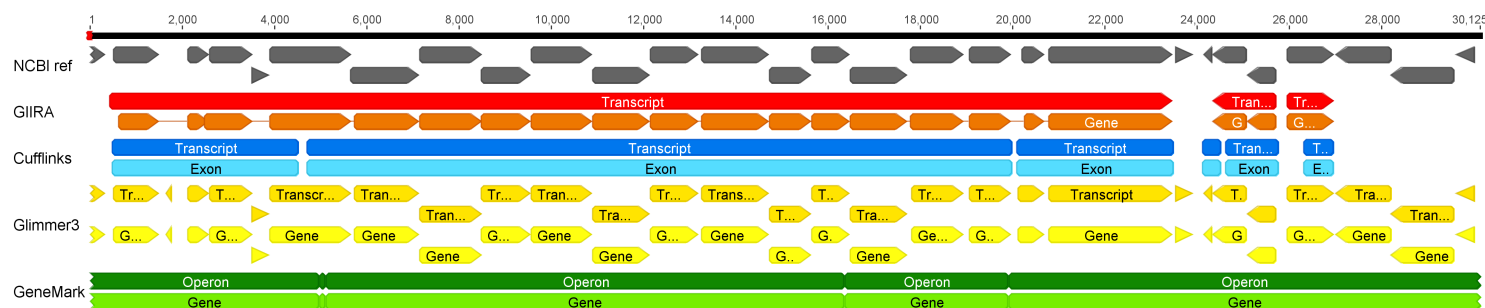 1 2,000 4,000 6,000 8,000 10,000 12,000 14,000 16,000 18,000 20,000 22,000 24,000 26,000 28,000 30,125
NCBI ref
Transcript Tran... Tr...
GIIRA
Gene G G...
Transcript Transcript Transcript Tran... T..
Cufflinks
Exon Exon Exon Exon E..
Tr... T... Transcr... Tran... Tr... Tran... Tr... Trans... T.. Tr... T... Transcript T. Tr... Tra...
Tran... Tra... T... Tra... Tran...
Glimmer3
G... G... Gene Gene G... Gene G... Gene G. Ge... G.. Gene G G... Gene
Gene Gene G.. Gene Gene
Operon Operon Operon Operon
GeneMark
Gene Gene Gene Gene